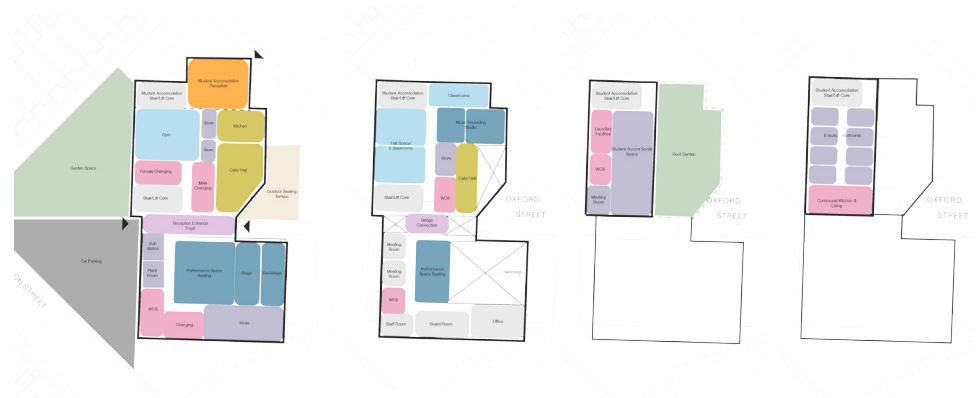 Student Accomodation
Reception
Student Accomodation
Stair/Lift Core
Gym
Store
Kitchen
Store
Female Changing
Male
Changing
Cafe/ Hall
Stair/Lift Core
Garden Space
Outdoor Seating
Terrace
Reception Entrance
Foyer
Car Parking
Sub
Station
Plant
Room
Performance Space
Seating
Stage
Backstage
WCS
Changing
Store
ON STREET
Student Accomodation
Stair/Lift Core
Classrooms
Music Recording
Studio
Hall Space/
2 classrooms
Store
Cafe/ Hall
WCS
Stair/Lift Core
Bridge
Connection
Meeting
Room
Meeting
Room
Performance
Space Seating
WCS
Staff Room
Board Room
Office
OXFORD
STREET
Student Accomodation
Stair/Lift Core
Laundry
Facilities
Student Accom Social
Space
WCS
Meeting
Room
Roof Garden
OXFORD
STREET
Student Accomodation
Stair/Lift Core
Ensuite Bedrooms
Communal Kitchen &
Living
OXFORD
STREET